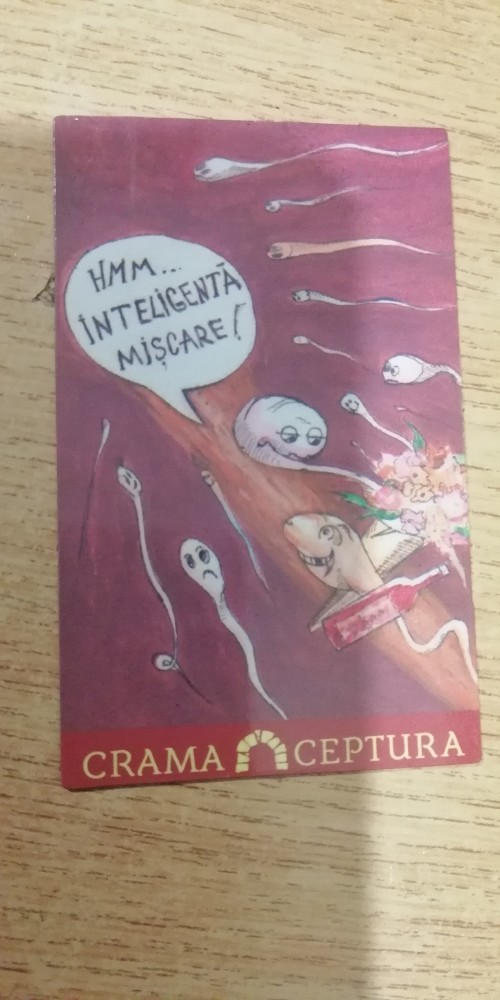 HMM...
INTELIGENTĂ
MIȘCARE!
CRAMA CEPTURA